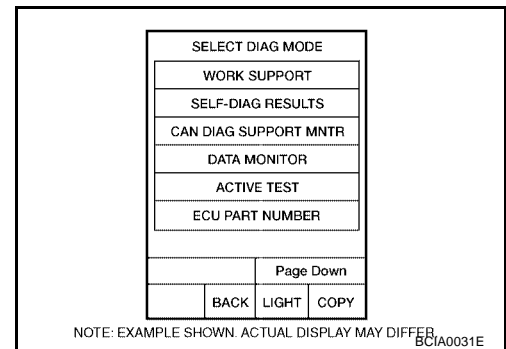 SELECT DIAG MODE
WORK SUPPORT
SELF-DIAG RESULTS
CAN DIAG SUPPORT MNTR
DATA MONITOR
ACTIVE TEST
ECU PART NUMBER
Page Down
BACK LIGHT COPY
NOTE: EXAMPLE SHOWN. ACTUAL DISPLAY MAY DIFFER.
BCIA0031E